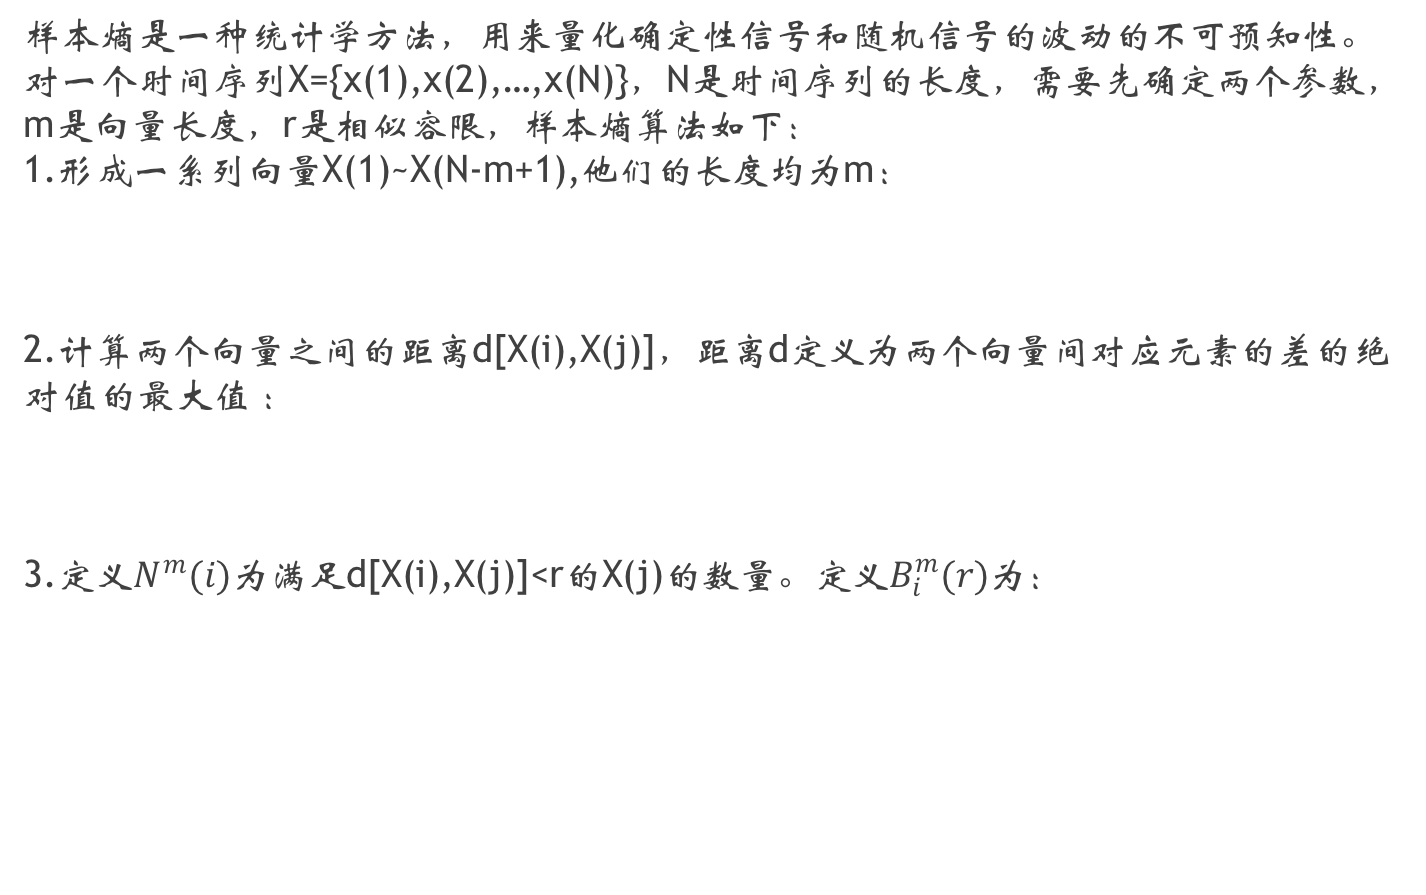 样本熵是一种统计学方法，用来量化确定性信号和随机信号的波动的不可预知性。
对一个时间序列X={x(1),x(2),…,x(N)}，N是时间序列的长度，需要先确定两个参数，
m是向量长度，r是相似容限，样本熵算法如下：
1.形成一系列向量X(1)~X(N-m+1),他们的长度均为m：
2.计算两个向量之间的距离d[X(i),X(j)]，距离d定义为两个向量间对应元素的差的绝
对值的最大值：
3.定义$N^m(i)$为满足d[X(i),X(j)]<r的X(j)的数量。定义$B_i^m(r)$为：